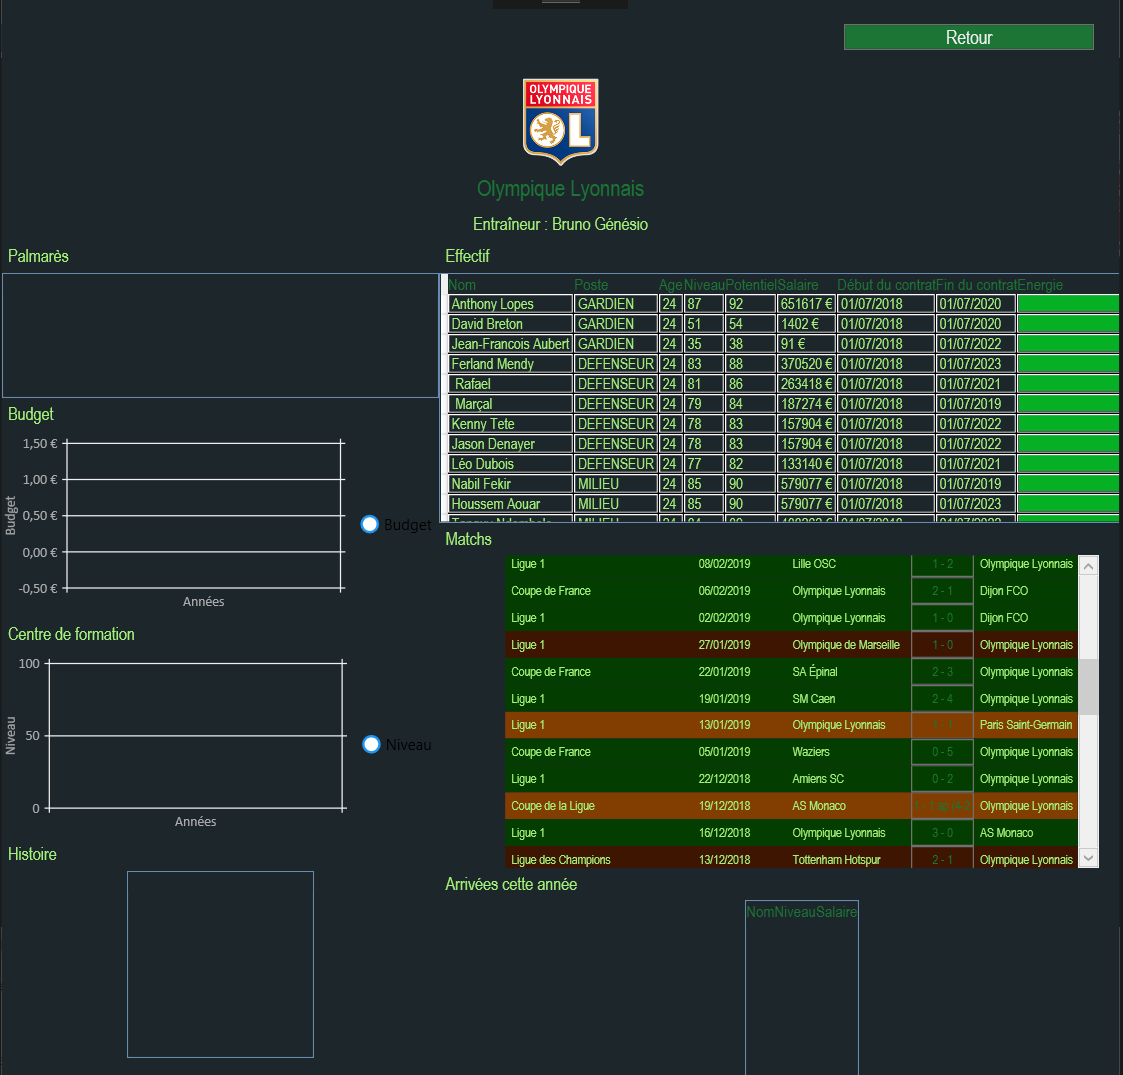 Retour
OLYMPIQUE
LYONNAIS
OL
Olympique Lyonnais
Entraîneur : Bruno Génésio
Palmarès
Effectif
Nom Poste Age Niveau Potentiel Salaire Début du contrat Fin du contrat Energie
Anthony Lopes GARDIEN 24 87 92 651617 € 01/07/2018 01/07/2020
David Breton GARDIEN 24 51 54 1402 € 01/07/2018 01/07/2020
Jean-Francois Aubert GARDIEN 24 35 38 91 € 01/07/2018 01/07/2022
Ferland Mendy DEFENSEUR 24 83 88 370520 € 01/07/2018 01/07/2023
Rafael DEFENSEUR 24 81 86 263418 € 01/07/2018 01/07/2021
Marçal DEFENSEUR 24 79 84 187274 € 01/07/2018 01/07/2019
Kenny Tete DEFENSEUR 24 78 83 157904 € 01/07/2018 01/07/2022
Jason Denayer DEFENSEUR 24 78 83 157904 € 01/07/2018 01/07/2022
Léo Dubois DEFENSEUR 24 77 82 133140 € 01/07/2018 01/07/2021
Nabil Fekir MILIEU 24 85 90 579077 € 01/07/2018 01/07/2019
Houssem Aouar MILIEU 24 85 90 579077 € 01/07/2018 01/07/2023
Budget
1,50 €
1,00 €
0,50 €
0,00 €
-0,50 €
Budget
Années
Budget
Centre de formation
100
50
0
Niveau
Années
Niveau
Histoire
Matchs
Ligue 1 08/02/2019 Lille OSC 1 - 2 Olympique Lyonnais
Coupe de France 06/02/2019 Olympique Lyonnais 2 - 1 Dijon FCO
Ligue 1 02/02/2019 Olympique Lyonnais 1 - 0 Dijon FCO
Ligue 1 27/01/2019 Olympique de Marseille 1 - 0 Olympique Lyonnais
Coupe de France 22/01/2019 SA Épinal 2 - 3 Olympique Lyonnais
Ligue 1 19/01/2019 SM Caen 2 - 4 Olympique Lyonnais
Ligue 1 13/01/2019 Olympique Lyonnais 1 - 1 Paris Saint-Germain
Coupe de France 05/01/2019 Waziers 0 - 5 Olympique Lyonnais
Ligue 1 22/12/2018 Amiens SC 0 - 2 Olympique Lyonnais
Coupe de la Ligue 19/12/2018 AS Monaco Olympique Lyonnais
Ligue 1 16/12/2018 Olympique Lyonnais 3 - 0 AS Monaco
Ligue des Champions 13/12/2018 Tottenham Hotspur 2 - 1 Olympique Lyonnais
Arrivées cette année
Nom Niveau Salaire